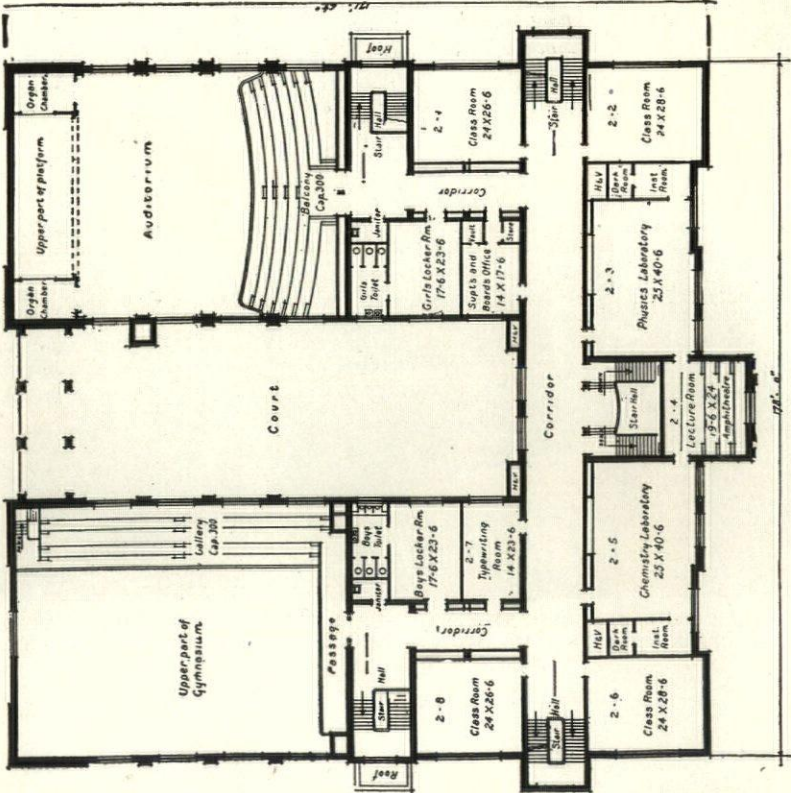 Organ
Chamber
Upper part of platform
Organ
Chamber
Auditorium
Balcony
Cap. 300
Roof
Stair
Hall
2-1
Class Room
24 X 26-6
Stair
Hall
2-2
Class Room
24 X 28-6
Corridor
Janitor
Girls
Toilet
Girls Locker Rm.
17-6 X 23-6
Vault
Store
Supt's and
Boards Office
14 X 17-6
H&V
H&V
Dark
Room
Inst.
Room
2-3
Physics Laboratory
25 X 40-6
Court
Corridor
Stair Hall
2-4
Lecture Room
19-6 X 24
Amphitheatre
178'-0"
H&V
Gallery
Cap. 300
Boys
Toilet
Janitor
Boys Locker Rm.
17-6 X 23-6
2-7
Typewriting
Room
14 X 23-6
2-5
Chemistry Laboratory
25 X 40-6
H&V
Dark
Room
Inst.
Room
Upper part of
Gymnasium
Passage
Corridor
Stair
Hall
Roof
2-8
Class Room
24 X 26-6
Stair
Hall
2-6
Class Room
24 X 28-6